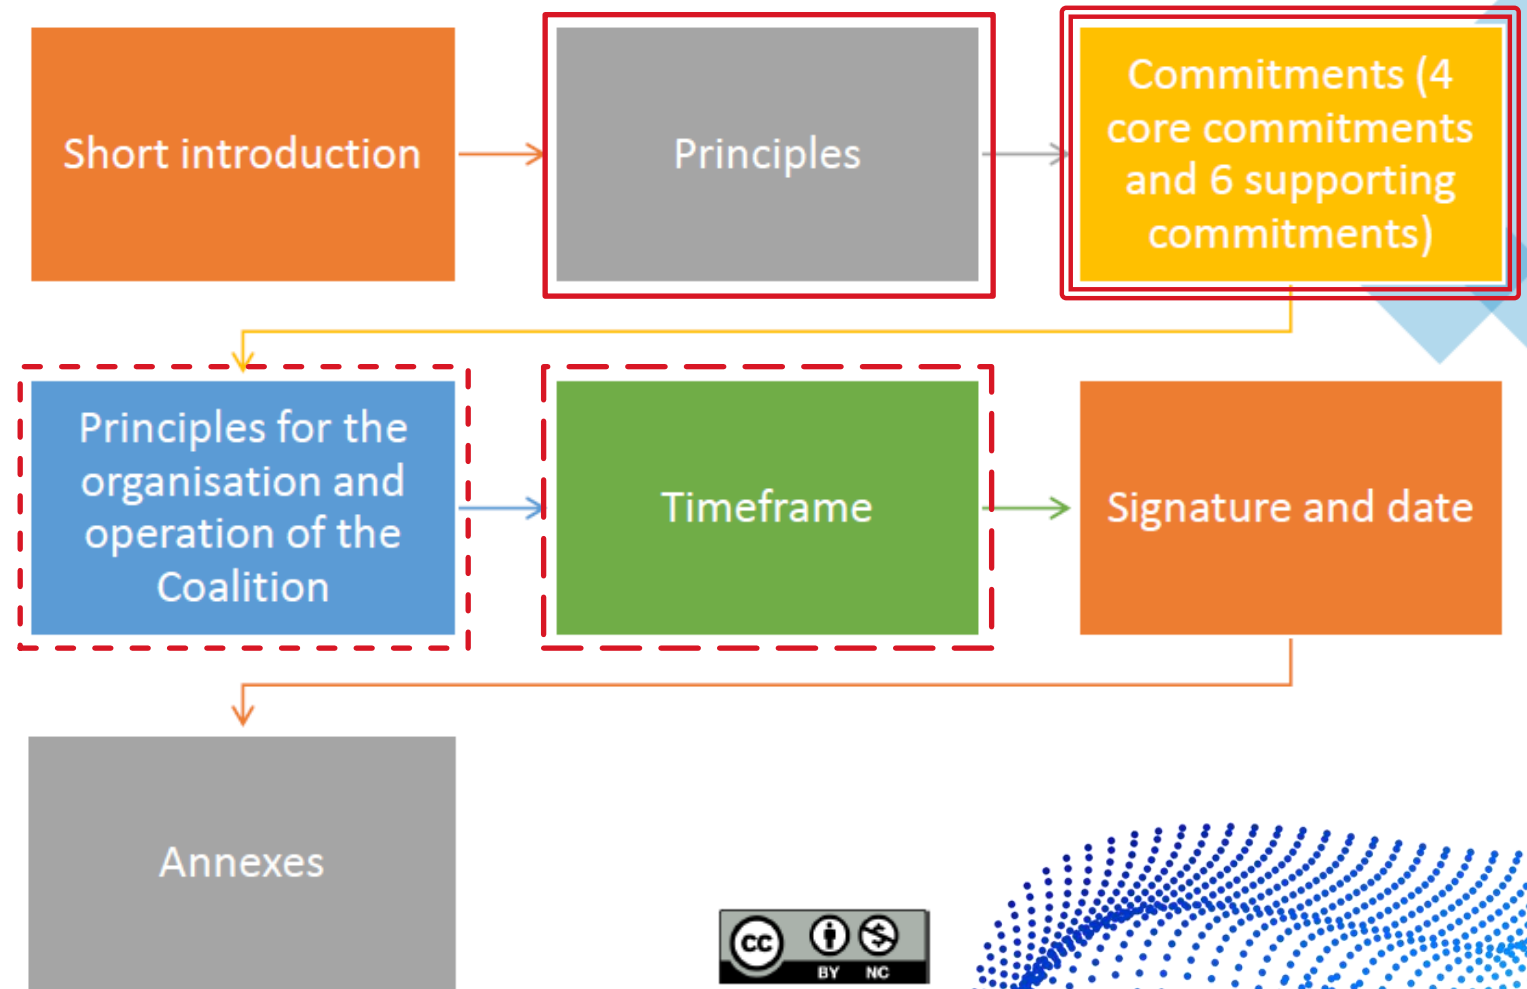 Short introduction
Principles
Commitments (4
core commitments
and 6 supporting
commitments)
Principles for the
organisation and
operation of the
Coalition
Timeframe
Signature and date
Annexes
cc
BY NC